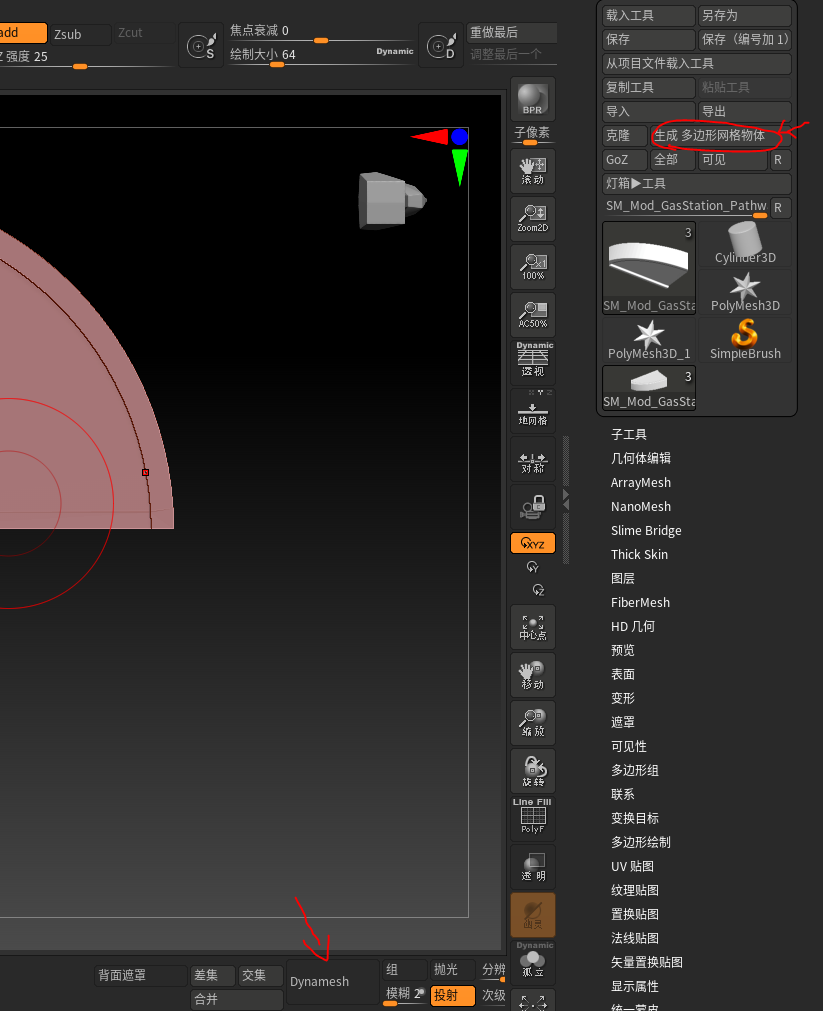 add
Zsub
Zcut
Z 强度 25
S
焦点衰减 0
绘制大小 64
Dynamic
D
重做最后
调整最后一个
BPR
子像素
滚动
Zoom2D
100%
AC50%
Dynamic
透视
X Y Z
地网格
对称
XYZ
Y
Z
中心点
移动
缩放
旋转
Line Fill
PolyF
透明
Dynamic
孤立
载入工具
另存为
保存
保存（编号加 1）
从项目文件载入工具
复制工具
粘贴工具
导入
导出
克隆
生成 多边形网格物体
GoZ
全部
可见
R
灯箱▶工具
SM_Mod_GasStation_Pathw
R
3
SM_Mod_GasSta
Cylinder3D
PolyMesh3D
PolyMesh3D_1
SimpleBrush
3
SM_Mod_GasSta
子工具
几何体编辑
ArrayMesh
NanoMesh
Slime Bridge
Thick Skin
图层
FiberMesh
HD 几何
预览
表面
变形
遮罩
可见性
多边形组
联系
变换目标
多边形绘制
UV 贴图
纹理贴图
置换贴图
法线贴图
矢量置换贴图
显示属性
统一蒙皮
背面遮罩
差集
交集
合并
Dynamesh
组
抛光
分辨
模糊 2
投射
次级